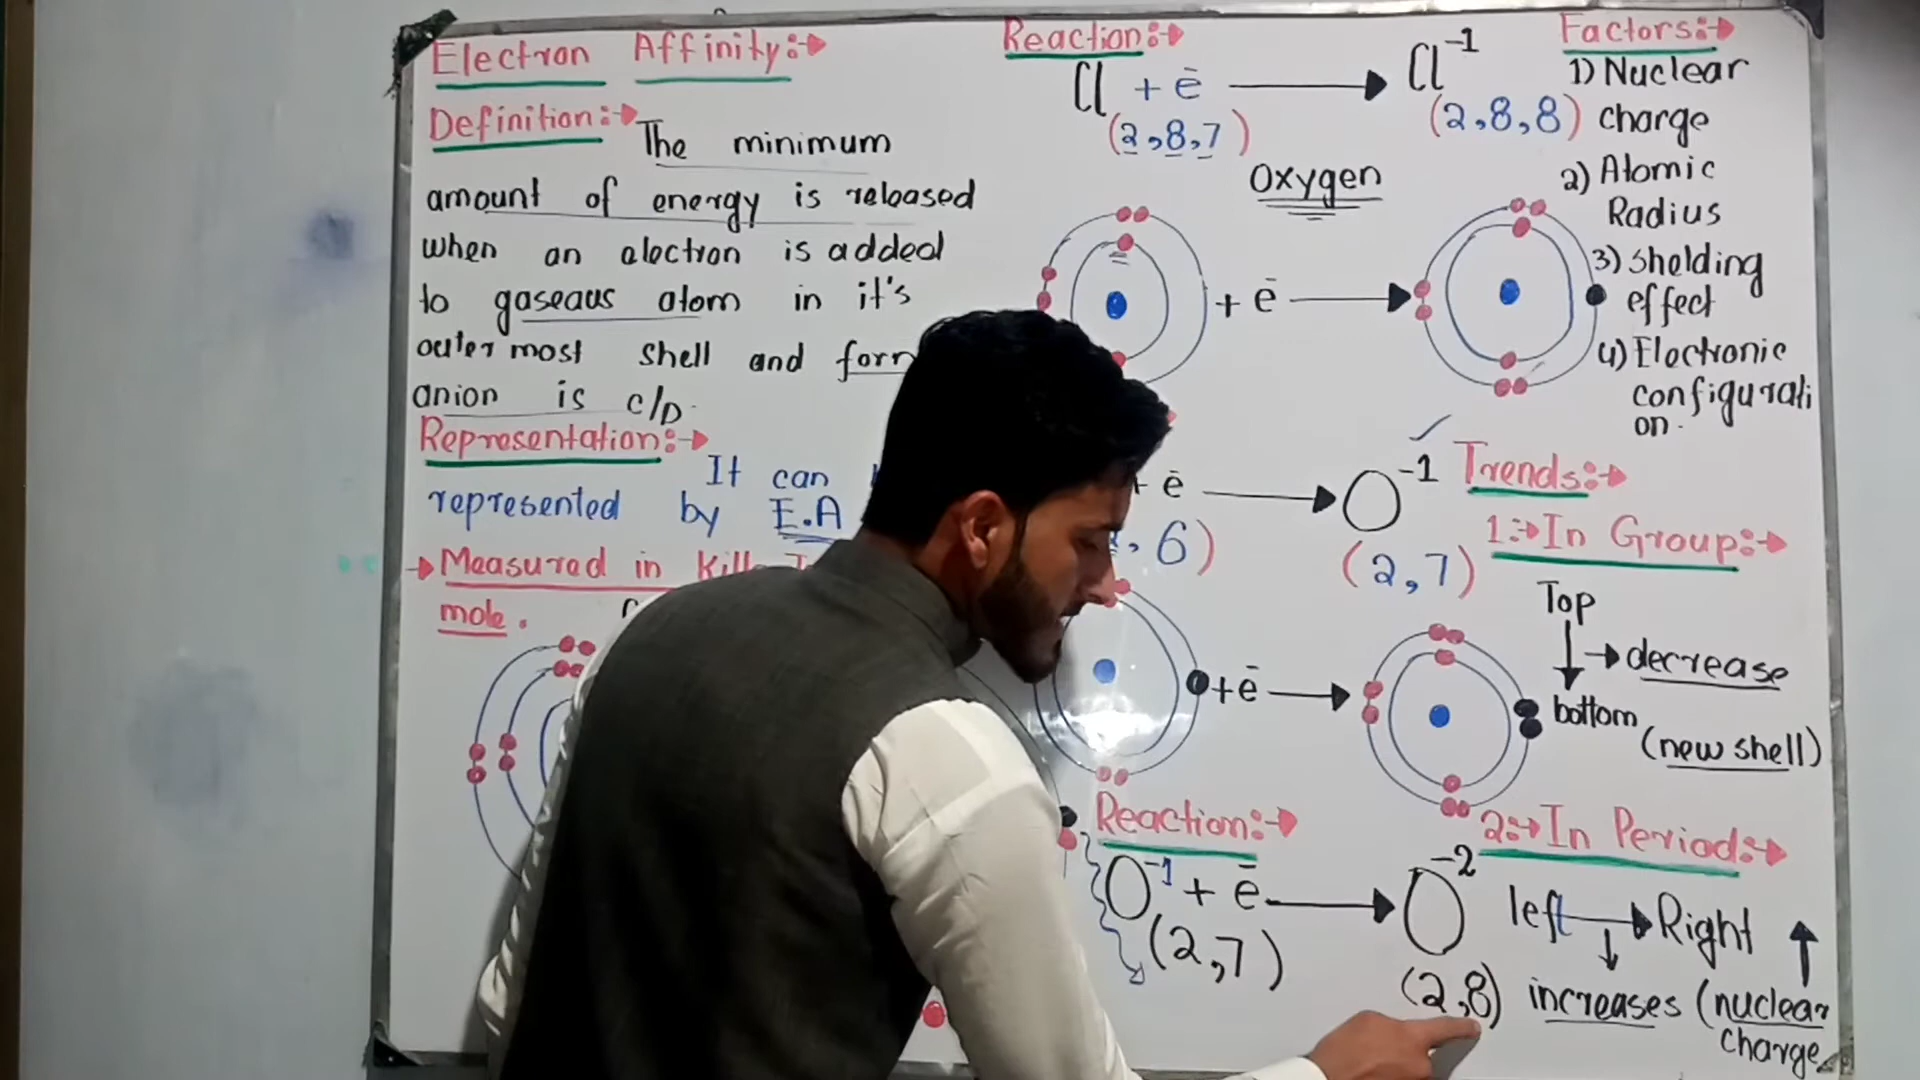 Electron Affinity:→
Definition:→ The minimum
amount of energy is released
when an electron is added
to gaseaus atom in it's
outer most shell and form
anion is c/D.
Representation:→
It can
represented by E.A
→ Measured in
mole.
Reaction:→
Cl + ē → Cl⁻¹
(2,8,7) (2,8,8)
Oxygen
+ ē →
ē → O⁻¹
, 6) (2,7)
+ē →
Reaction:→
O⁻¹ + ē → O⁻²
(2,7) (2,8)
Factors:→
1) Nuclear
charge
2) Atomic
Radius
3) Shelding
effect
4) Electronic
configurati
on.
Trends:→
1:→In Group:→
Top
↓ → decrease
bottom
(new shell)
2:→In Period:→
left → Right ↑
↓
increases (nuclear
charge